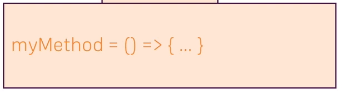 myMethod = () => { ... }